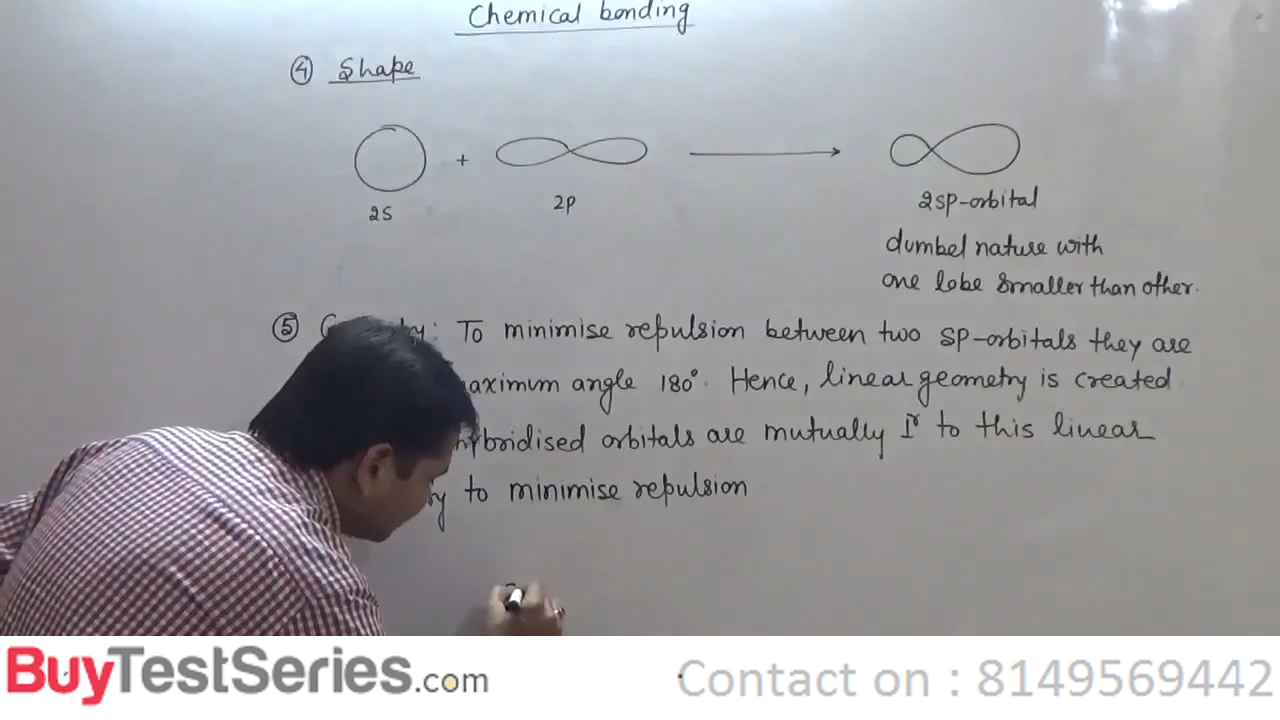 Chemical bonding
④ Shape
+
2s
2p
2sp-orbital
dumbel nature with
one lobe smaller than other.
⑤ To minimise repulsion between two sp-orbitals they are
angle 180°. Hence, linear geometry is created
orbitals are mutually Ir to this linear
to minimise repulsion
BuyTestSeries.com
Contact on : 8149569442